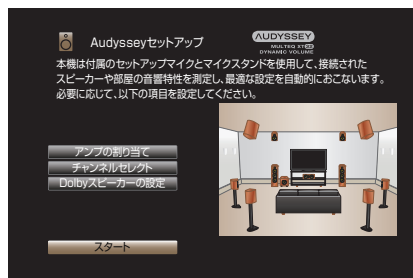 Audysseyセットアップ
AUDYSSEY
MULTEQ XT32
DYNAMIC VOLUME
本機は付属のセットアップマイクとマイクスタンドを使用して、接続された
スピーカーや部屋の音響特性を測定し、最適な設定を自動的におこないます。
必要に応じて、以下の項目を設定してください。
アンプの割り当て
チャンネルセレクト
Dolbyスピーカーの設定
スタート